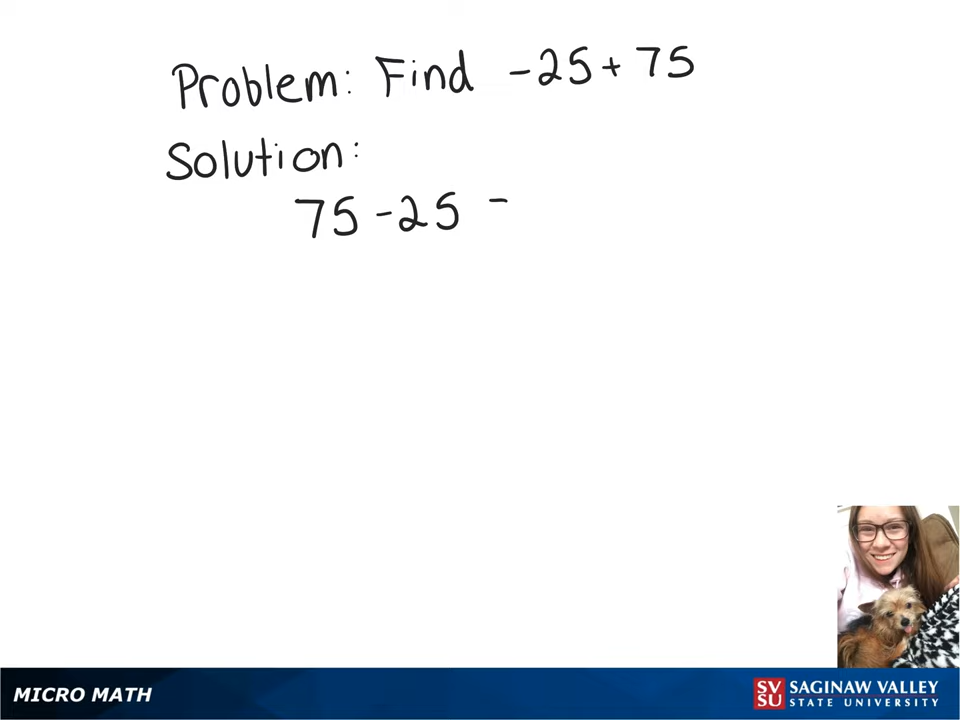 Problem: Find -25 + 75
Solution:
75 - 25 -
MICRO MATH
SV
SU
SAGINAW VALLEY
STATE UNIVERSITY